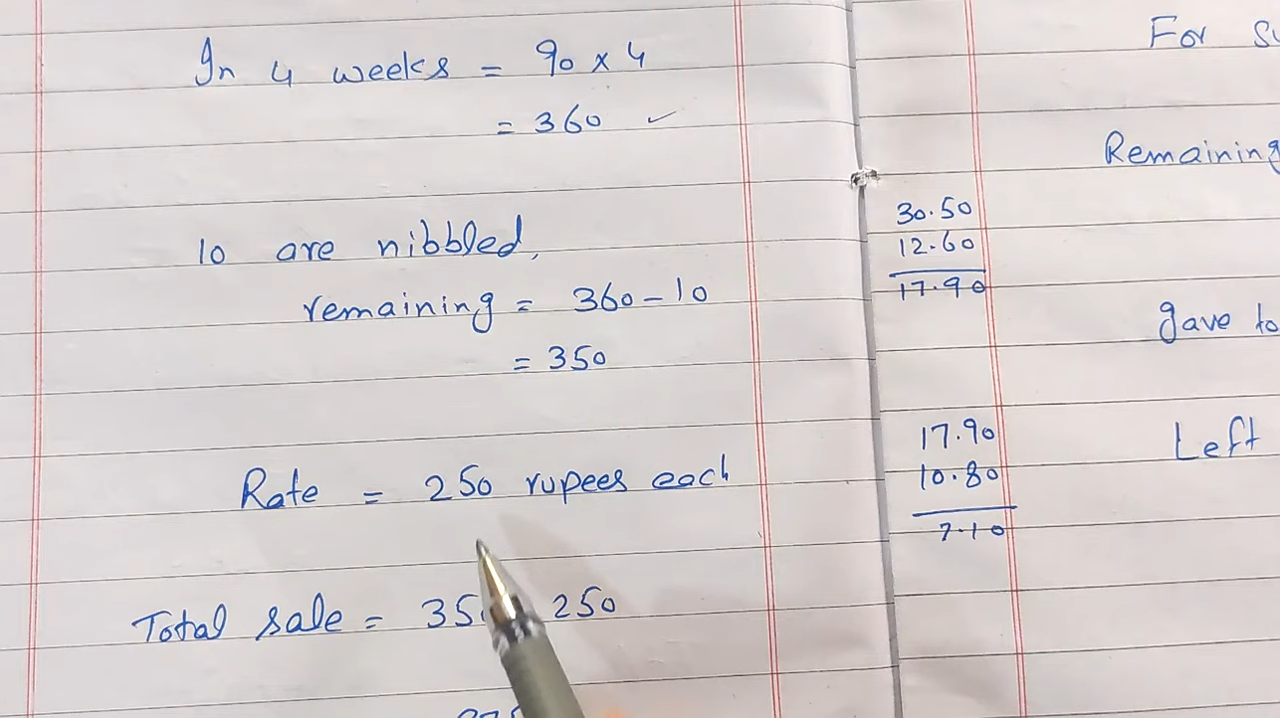 In 4 weeks = 90 x 4
= 360 ✓
10 are nibbled,
remaining = 360 - 10
= 350
Rate = 250 rupees each
Total sale = 35 250
For
Remaining
30.50
12.60
17.90
gave to
17.90
Left
10.80
7.10